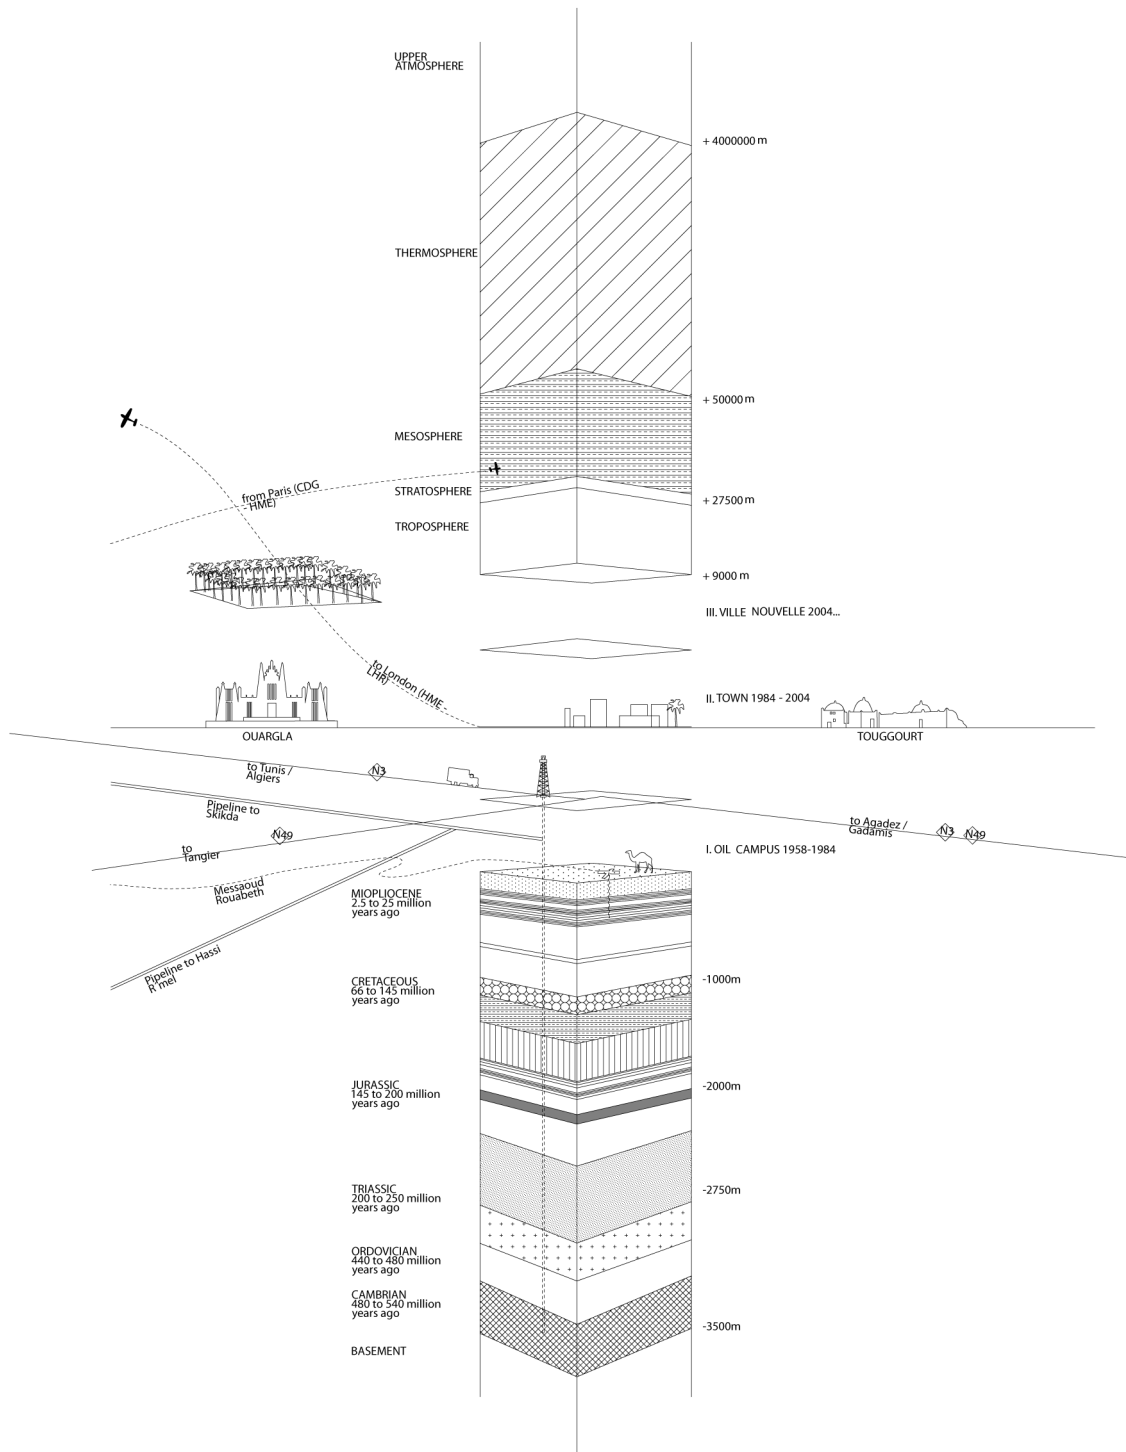 UPPER
ATMOSPHERE
+ 4000000 m
THERMOSPHERE
+ 50000 m
MESOSPHERE
from Paris (CDG
- HME)
STRATOSPHERE
+ 27500 m
TROPOSPHERE
+ 9000 m
III. VILLE NOUVELLE 2004...
to London (HME -
LHR)
II. TOWN 1984 - 2004
OUARGLA
TOUGGOURT
to Tunis /
Algiers
N3
Pipeline to
Skikda
N49
to
Tangier
to Agadez /
Gadamis
N3
N49
I. OIL CAMPUS 1958-1984
Messaoud
Rouabeth
MIOPLIOCENE
2.5 to 25 million
years ago
Pipeline to Hassi
R'mel
CRETACEOUS
66 to 145 million
years ago
-1000m
JURASSIC
145 to 200 million
years ago
-2000m
TRIASSIC
200 to 250 million
years ago
-2750m
ORDOVICIAN
440 to 480 million
years ago
CAMBRIAN
480 to 540 million
years ago
-3500m
BASEMENT